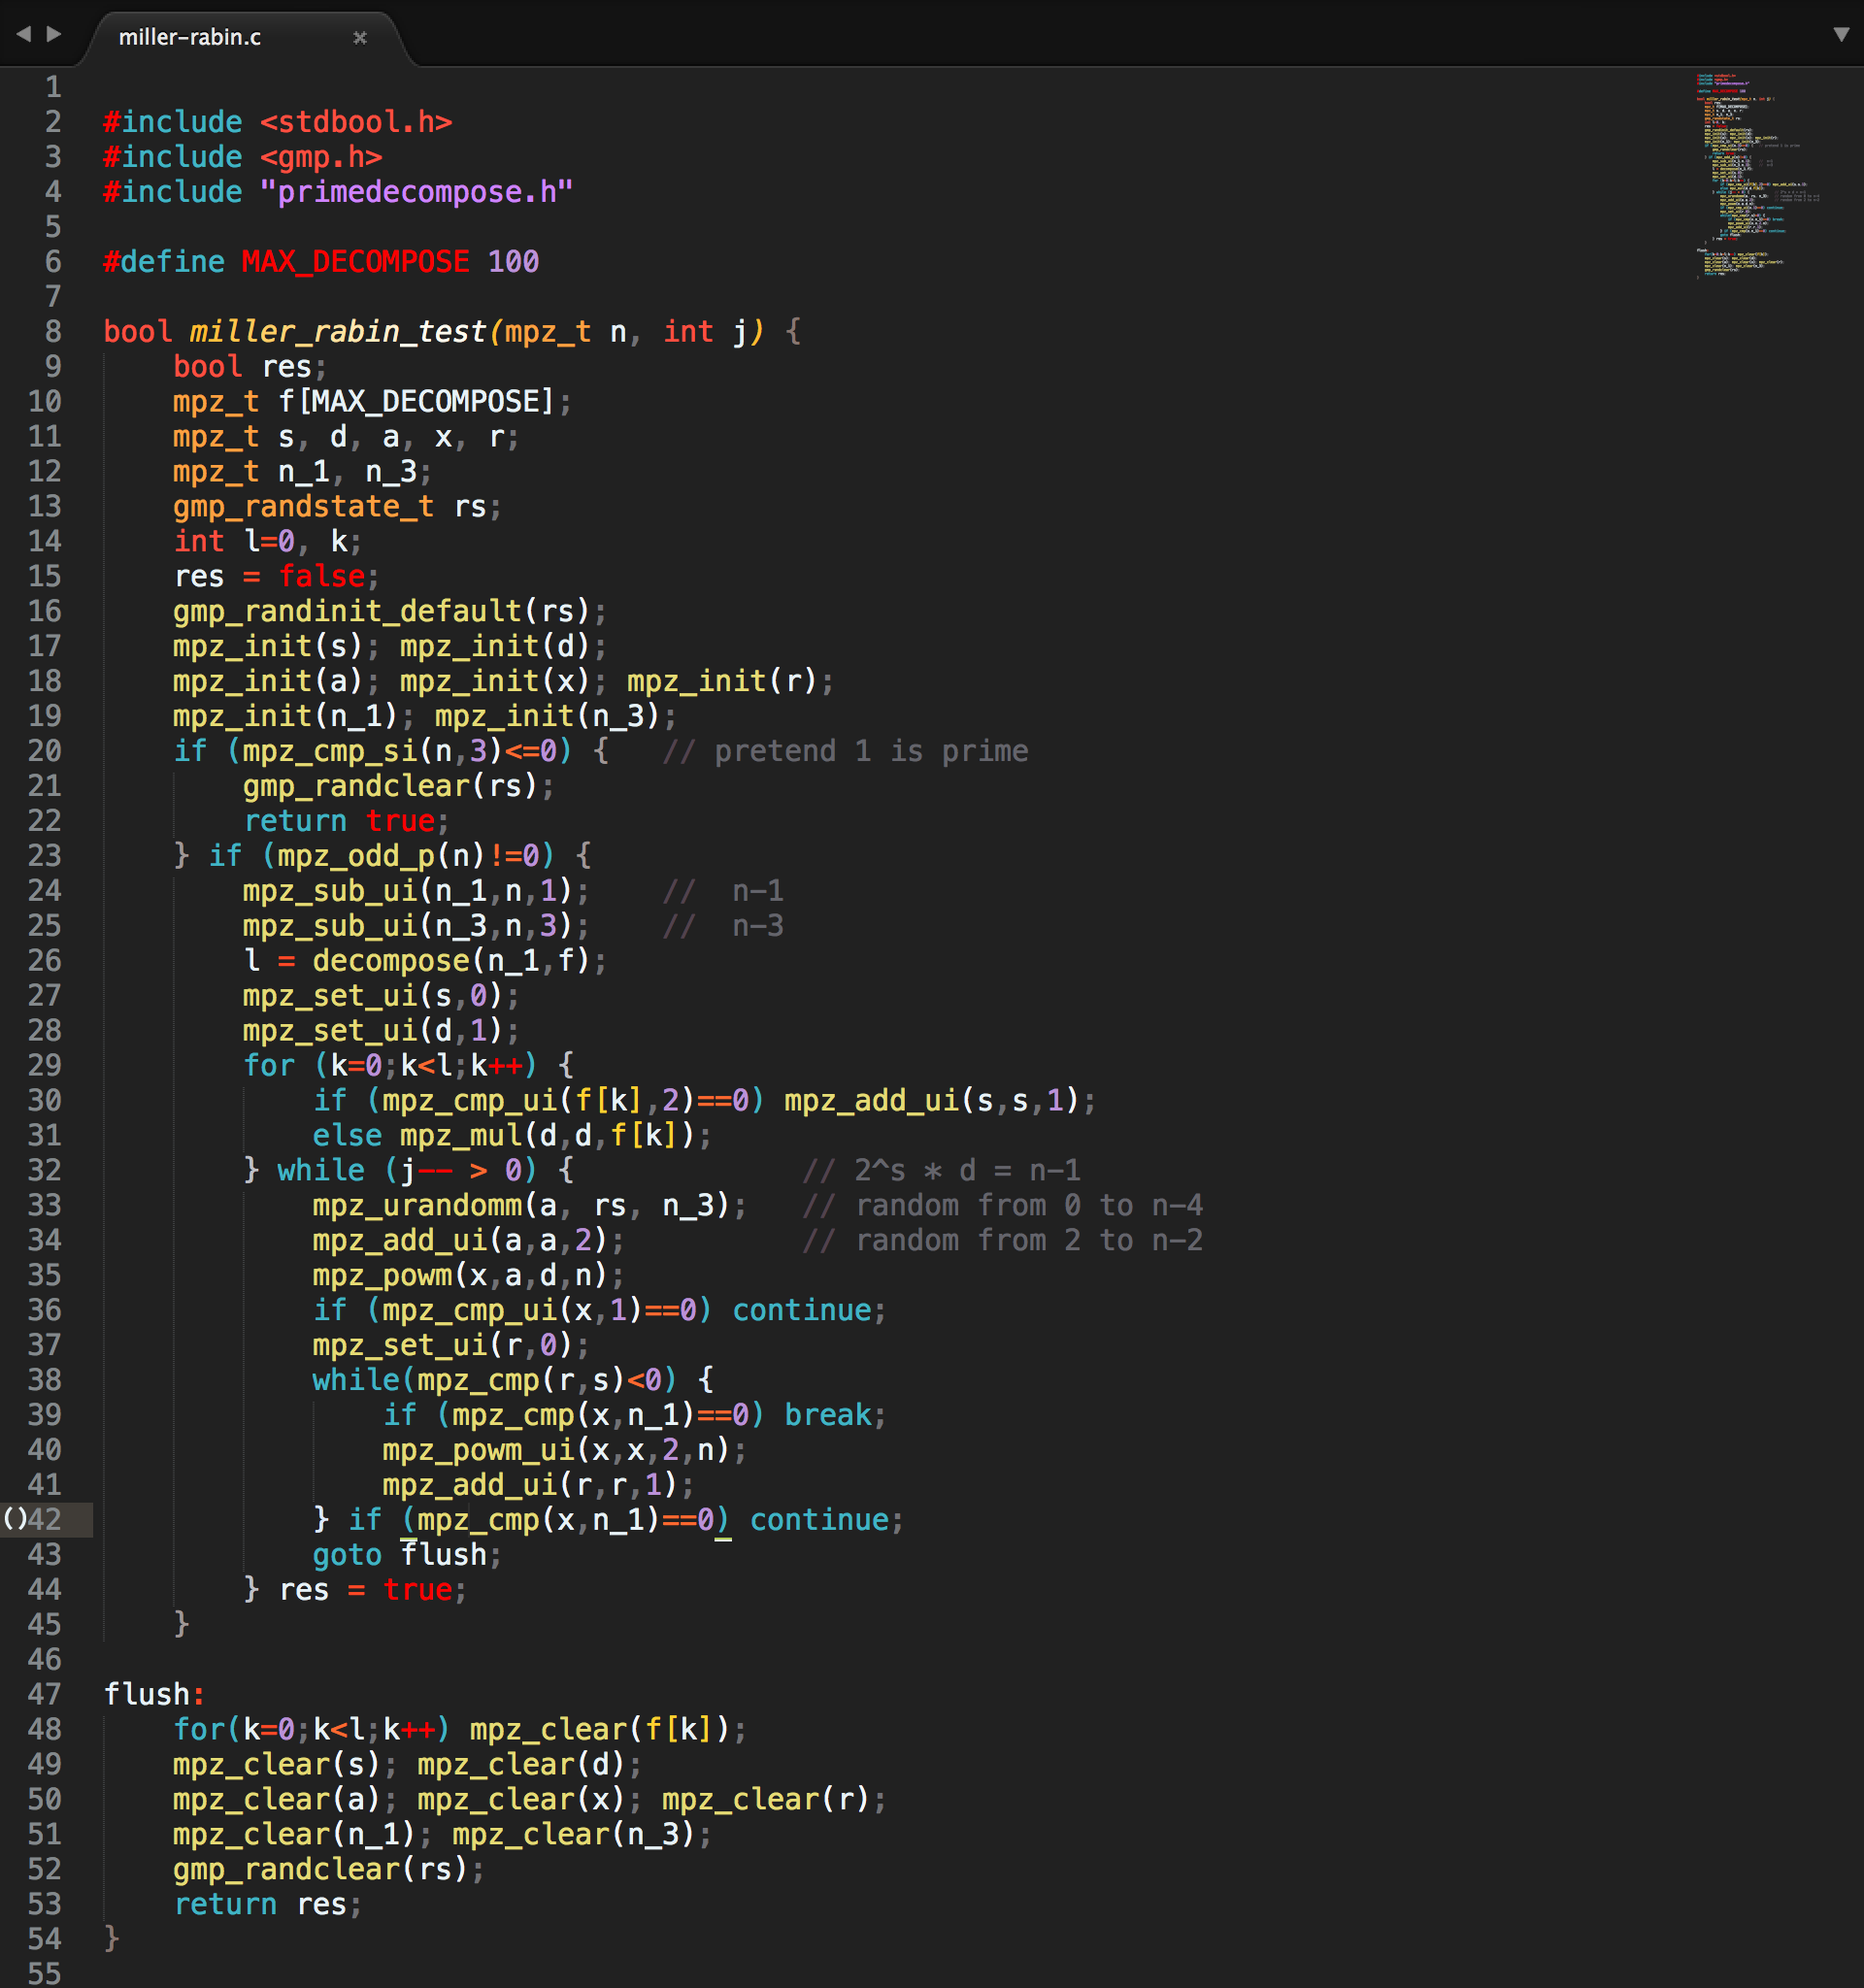 miller-rabin.c ×
1
2 #include <stdbool.h>
3 #include <gmp.h>
4 #include "primedecompose.h"
5
6 #define MAX_DECOMPOSE 100
7
8 bool miller_rabin_test(mpz_t n, int j) {
9 bool res;
10 mpz_t f[MAX_DECOMPOSE];
11 mpz_t s, d, a, x, r;
12 mpz_t n_1, n_3;
13 gmp_randstate_t rs;
14 int l=0, k;
15 res = false;
16 gmp_randinit_default(rs);
17 mpz_init(s); mpz_init(d);
18 mpz_init(a); mpz_init(x); mpz_init(r);
19 mpz_init(n_1); mpz_init(n_3);
20 if (mpz_cmp_si(n,3)<=0) { // pretend 1 is prime
21 gmp_randclear(rs);
22 return true;
23 } if (mpz_odd_p(n)!=0) {
24 mpz_sub_ui(n_1,n,1); // n-1
25 mpz_sub_ui(n_3,n,3); // n-3
26 l = decompose(n_1,f);
27 mpz_set_ui(s,0);
28 mpz_set_ui(d,1);
29 for (k=0;k<l;k++) {
30 if (mpz_cmp_ui(f[k],2)==0) mpz_add_ui(s,s,1);
31 else mpz_mul(d,d,f[k]);
32 } while (j-- > 0) { // 2^s * d = n-1
33 mpz_urandomm(a, rs, n_3); // random from 0 to n-4
34 mpz_add_ui(a,a,2); // random from 2 to n-2
35 mpz_powm(x,a,d,n);
36 if (mpz_cmp_ui(x,1)==0) continue;
37 mpz_set_ui(r,0);
38 while(mpz_cmp(r,s)<0) {
39 if (mpz_cmp(x,n_1)==0) break;
40 mpz_powm_ui(x,x,2,n);
41 mpz_add_ui(r,r,1);
()42 } if (mpz_cmp(x,n_1)==0) continue;
43 goto flush;
44 } res = true;
45 }
46
47 flush:
48 for(k=0;k<l;k++) mpz_clear(f[k]);
49 mpz_clear(s); mpz_clear(d);
50 mpz_clear(a); mpz_clear(x); mpz_clear(r);
51 mpz_clear(n_1); mpz_clear(n_3);
52 gmp_randclear(rs);
53 return res;
54 }
55